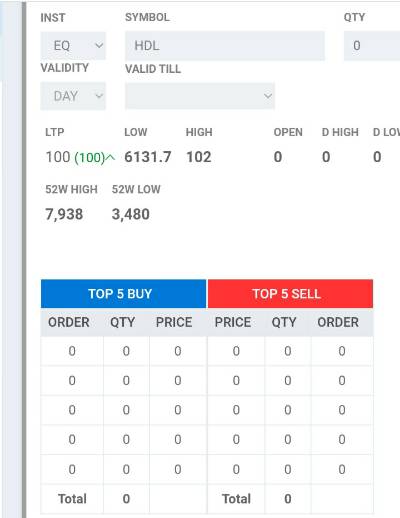 INST SYMBOL QTY
EQ HDL 0
VALIDITY VALID TILL
DAY
LTP LOW HIGH OPEN D HIGH D LOW
100 (100) 6131.7 102 0 0 0
52W HIGH 52W LOW
7,938 3,480
TOP 5 BUY TOP 5 SELL
ORDER QTY PRICE PRICE QTY ORDER
0 0 0 0 0 0
0 0 0 0 0 0
0 0 0 0 0 0
0 0 0 0 0 0
0 0 0 0 0 0
Total 0 Total 0